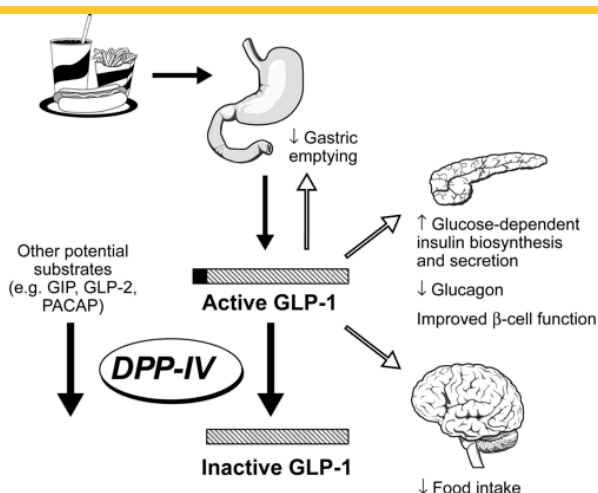 ↓ Gastric
emptying
↑ Glucose-dependent
insulin biosynthesis
and secretion
↓ Glucagon
Improved β-cell function
Other potential
substrates
(e.g. GIP, GLP-2,
PACAP)
Active GLP-1
DPP-IV
Inactive GLP-1
↓ Food intake